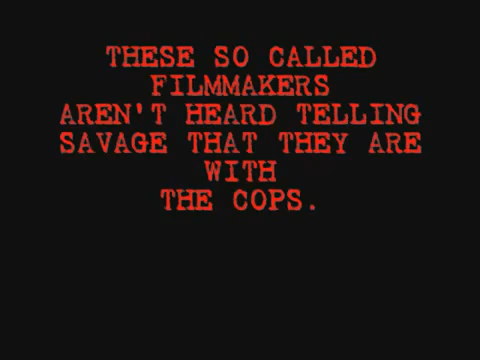 THESE SO CALLED
FILMMAKERS
AREN'T HEARD TELLING
SAVAGE THAT THEY ARE
WITH
THE COPS.